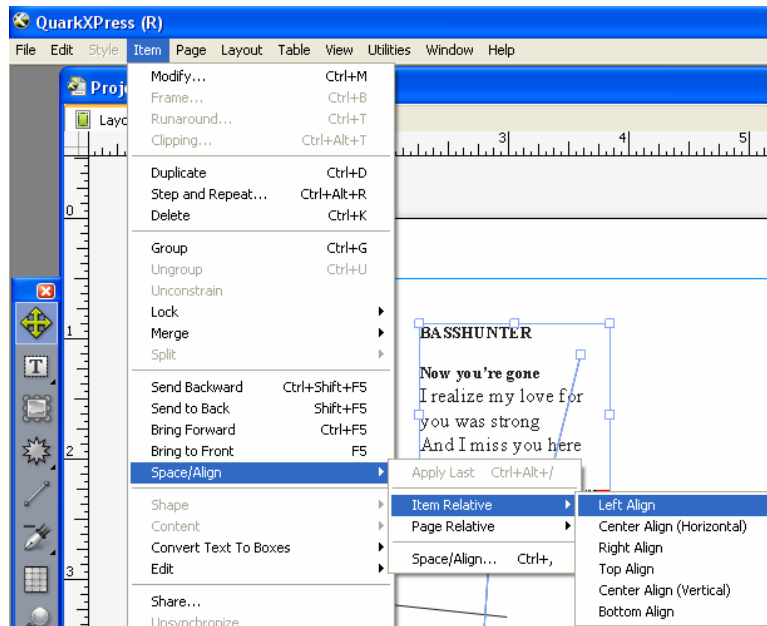 QuarkXPress (R)
File Edit Style Item Page Layout Table View Utilities Window Help
Modify... Ctrl+M
Frame... Ctrl+B
Runaround... Ctrl+T
Clipping... Ctrl+Alt+T
Duplicate Ctrl+D
Step and Repeat... Ctrl+Alt+R
Delete Ctrl+K
Group Ctrl+G
Ungroup Ctrl+U
Unconstrain
Lock
Merge
Split
Send Backward Ctrl+Shift+F5
Send to Back Shift+F5
Bring Forward Ctrl+F5
Bring to Front F5
Space/Align
Shape
Content
Convert Text To Boxes
Edit
Share...
Unsynchronize
Apply Last Ctrl+Alt+/
Item Relative
Page Relative
Space/Align... Ctrl+,
Left Align
Center Align (Horizontal)
Right Align
Top Align
Center Align (Vertical)
Bottom Align
Proj
Layo
3 4 5
0
1
2
3
T
BASSHUNTER
Now you're gone
I realize my love for
you was strong
And I miss you here